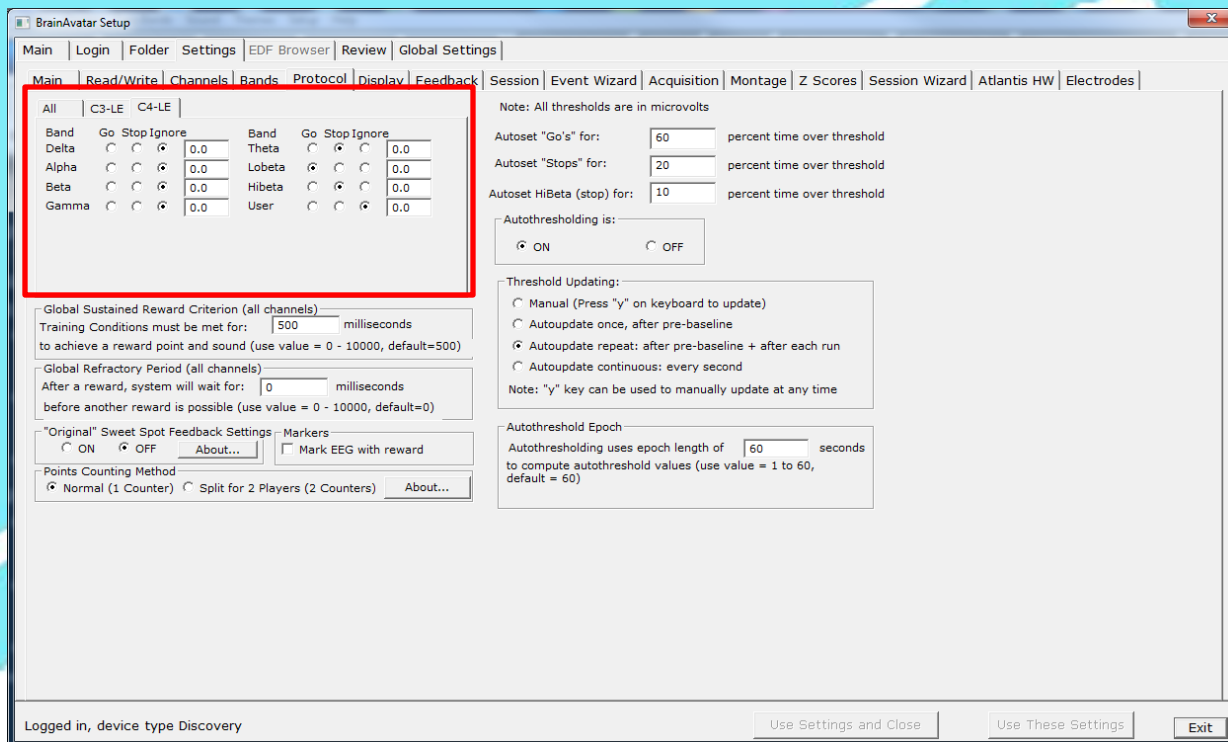 BrainAvatar Setup
Main Login Folder Settings EDF Browser Review Global Settings
Main Read/Write Channels Bands Protocol Display Feedback Session Event Wizard Acquisition Montage Z Scores Session Wizard Atlantis HW Electrodes
All C3-LE C4-LE
Band Go Stop Ignore Band Go Stop Ignore
Delta 0.0 Theta 0.0
Alpha 0.0 Lobeta 0.0
Beta 0.0 Hibeta 0.0
Gamma 0.0 User 0.0
Global Sustained Reward Criterion (all channels)
Training Conditions must be met for: 500 milliseconds
to achieve a reward point and sound (use value = 0 - 10000, default=500)
Global Refractory Period (all channels)
After a reward, system will wait for: 0 milliseconds
before another reward is possible (use value = 0 - 10000, default=0)
"Original" Sweet Spot Feedback Settings Markers
ON OFF About... Mark EEG with reward
Points Counting Method
Normal (1 Counter) Split for 2 Players (2 Counters) About...
Note: All thresholds are in microvolts
Autoset "Go's" for: 60 percent time over threshold
Autoset "Stops" for: 20 percent time over threshold
Autoset HiBeta (stop) for: 10 percent time over threshold
Autothresholding is:
ON OFF
Threshold Updating:
Manual (Press "y" on keyboard to update)
Autoupdate once, after pre-baseline
Autoupdate repeat: after pre-baseline + after each run
Autoupdate continuous: every second
Note: "y" key can be used to manually update at any time
Autothreshold Epoch
Autothresholding uses epoch length of 60 seconds
to compute autothreshold values (use value = 1 to 60,
default = 60)
Logged in, device type Discovery Use Settings and Close Use These Settings Exit